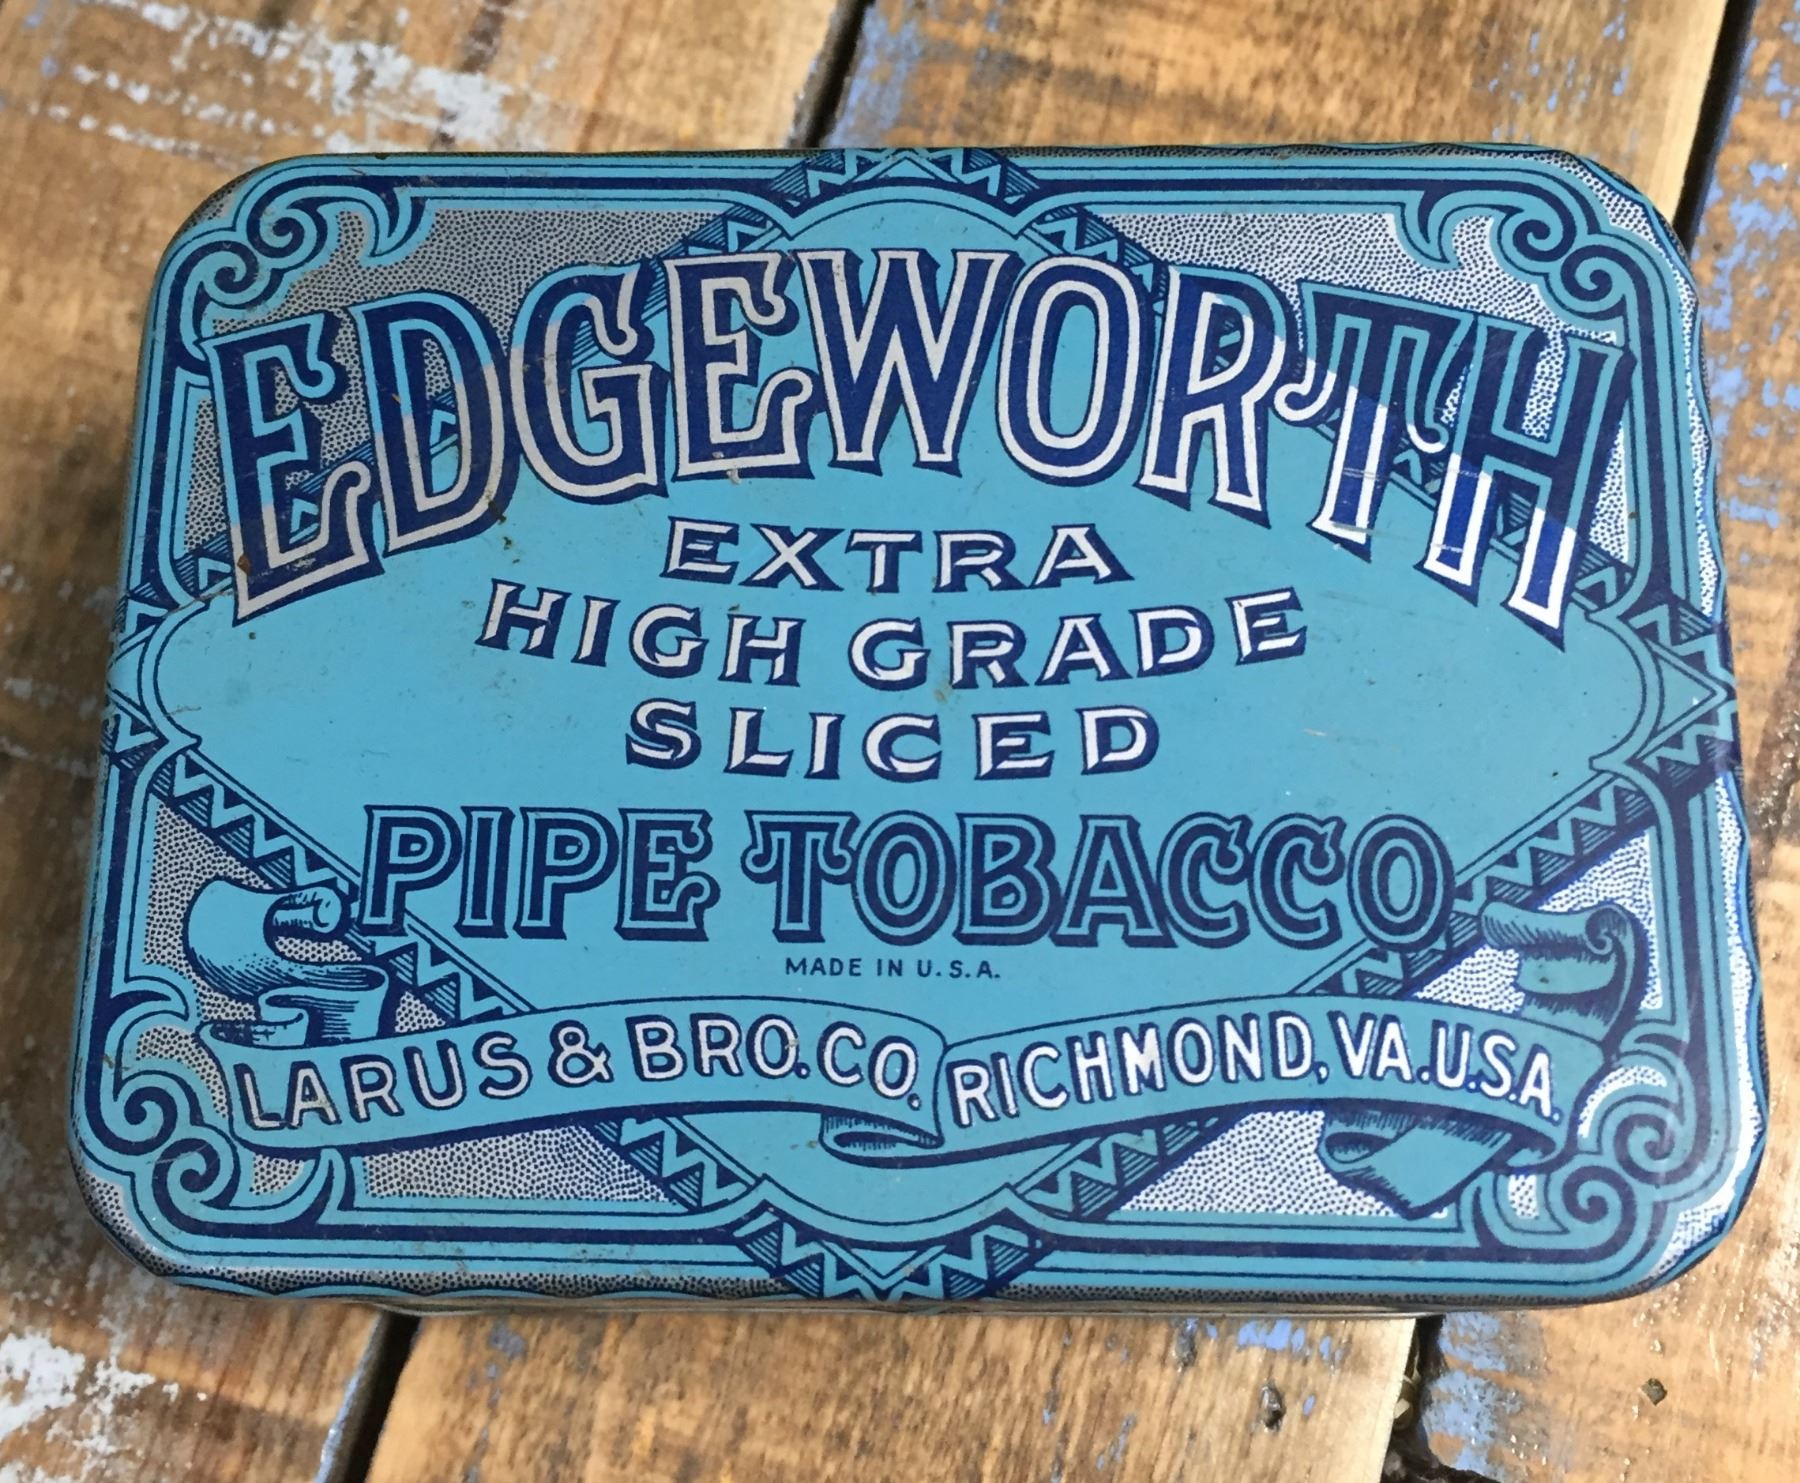 EDGEWORTH
EXTRA
HIGH GRADE
SLICED
PIPE TOBACCO
MADE IN U.S.A.
LARUS & BRO. CO. RICHMOND, VA. U.S.A.